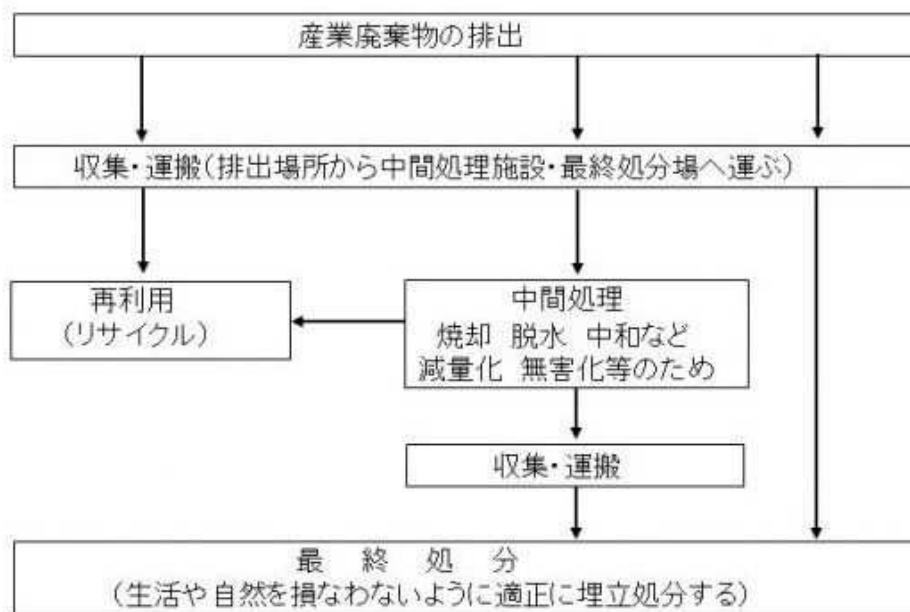 産業廃棄物の排出
収集・運搬(排出場所から中間処理施設・最終処分場へ運ぶ)
再利用
(リサイクル)
中間処理
焼却 脱水 中和など
減量化 無害化等のため
収集・運搬
最 終 処 分
(生活や自然を損なわないように適正に埋立処分する)